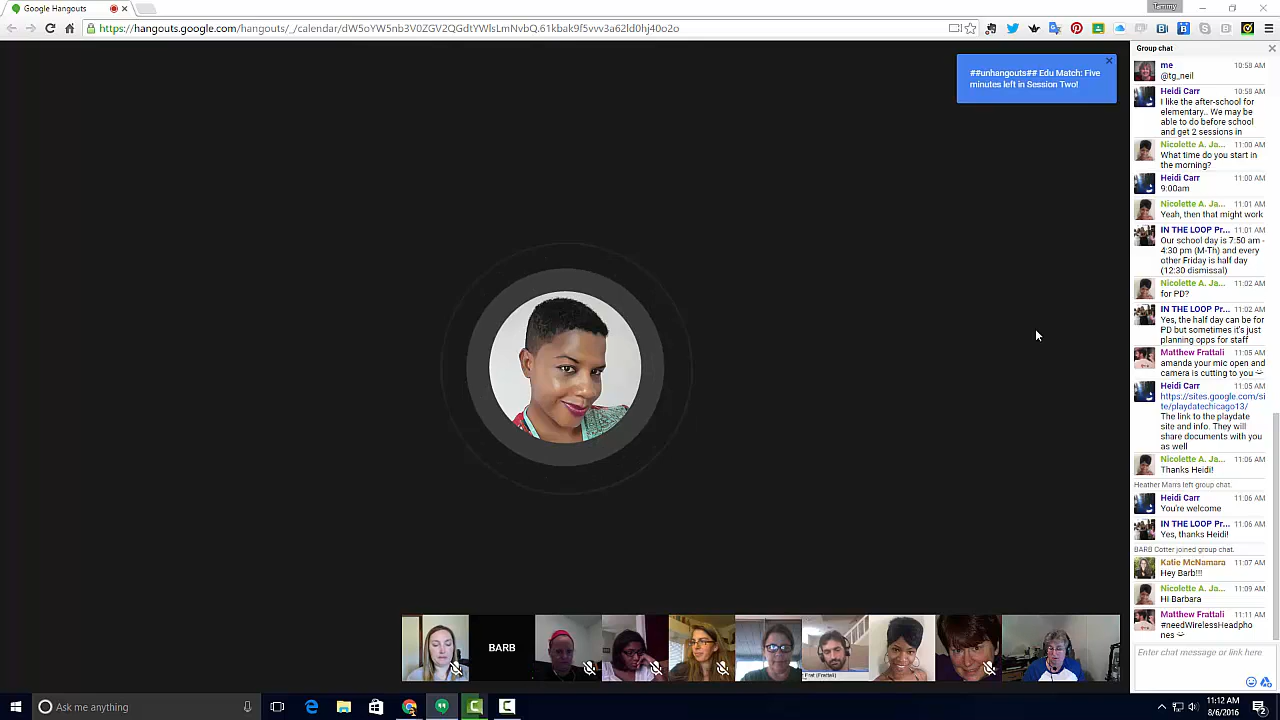 Google Hangouts
Tammy
https://hangouts.google.com/hangouts/_/calendar/dW5oYW5nb3V0ZGV2QGdtYWlsLmNvbQ.61kbak9f5vvv3a62ld0hj40o2o
Group chat
##unhangouts## Edu Match: Five
minutes left in Session Two!
me 10:58 AM
@tg_neil
Heidi Carr 10:58 AM
I like the after-school for
elementary.. We may be
able to do before school
and get 2 sessions in
Nicolette A. Ja... 11:00 AM
What time do you start in
the morning?
Heidi Carr 11:00 AM
9:00am
Nicolette A. Ja... 11:01 AM
Yeah, then that might work
IN THE LOOP Pr... 11:01 AM
Our school day is 7:50 am -
4:30 pm (M-Th) and every
other Friday is half day
(12:30 dismissal)
Nicolette A. Ja... 11:02 AM
for PD?
IN THE LOOP Pr... 11:02 AM
Yes, the half day can be for
PD but sometimes it's just
planning opps for staff
Matthew Frattali 11:05 AM
amanda your mic open and
camera is cutting to you
Heidi Carr 11:05 AM
https://sites.google.com/si
te/playdatechicago13/
The link to the playdate
site and info. They will
share documents with you
as well
Nicolette A. Ja... 11:06 AM
Thanks Heidi!
Heather Marrs left group chat.
Heidi Carr 11:06 AM
You're welcome
IN THE LOOP Pr... 11:06 AM
Yes, thanks Heidi!
BARB Cotter joined group chat.
Katie McNamara 11:07 AM
Hey Barb!!!
Nicolette A. Ja... 11:09 AM
Hi Barbara
Matthew Frattali 11:11 AM
#needWirelessHeadpho
nes
Enter chat message or link here
BARB
Frat (Frattali)
Ask me anything
11:12 AM
8/6/2016
2